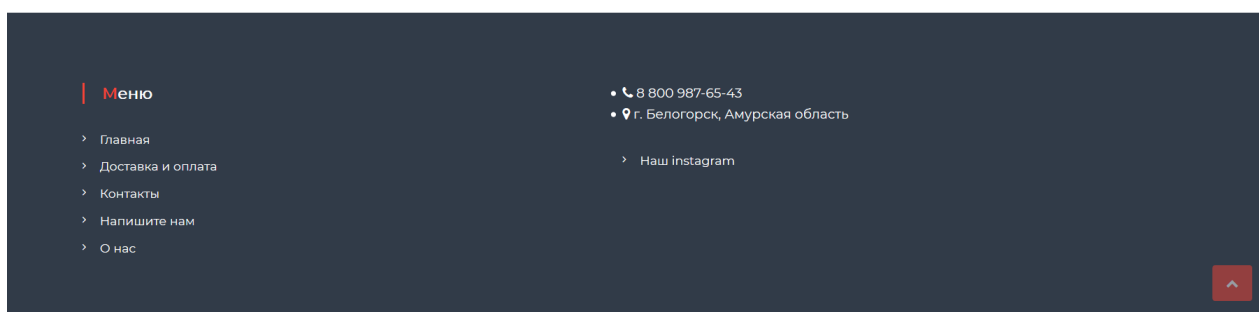 Меню
Главная
Доставка и оплата
Контакты
Напишите нам
О нас
8 800 987-65-43
г. Белогорск, Амурская область
Наш instagram